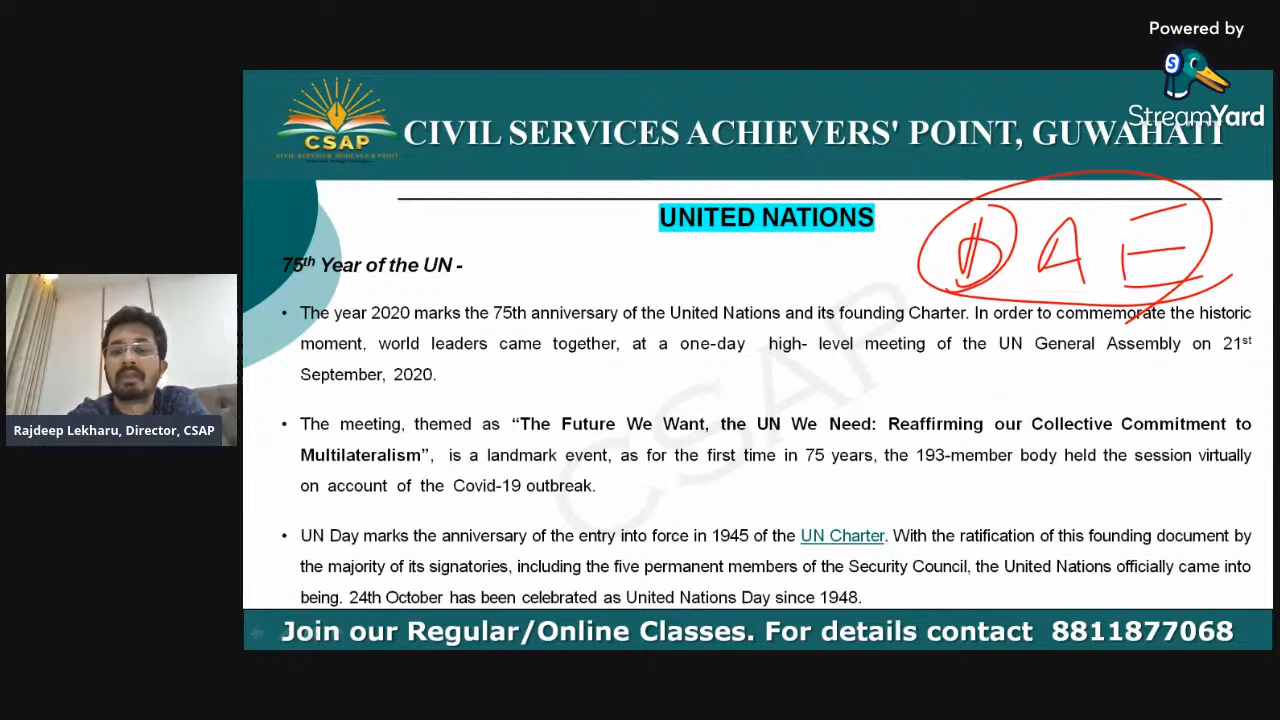 Powered by
StreamYard
CSAP
CIVIL SERVICES ACHIEVERS' POINT, GUWAHATI
UNITED NATIONS
D A E
75th Year of the UN -
• The year 2020 marks the 75th anniversary of the United Nations and its founding Charter. In order to commemorate the historic
moment, world leaders came together, at a one-day high- level meeting of the UN General Assembly on 21st
September, 2020.
• The meeting, themed as “The Future We Want, the UN We Need: Reaffirming our Collective Commitment to
Multilateralism”, is a landmark event, as for the first time in 75 years, the 193-member body held the session virtually
on account of the Covid-19 outbreak.
• UN Day marks the anniversary of the entry into force in 1945 of the UN Charter. With the ratification of this founding document by
the majority of its signatories, including the five permanent members of the Security Council, the United Nations officially came into
being. 24th October has been celebrated as United Nations Day since 1948.
CSAP
Rajdeep Lekharu, Director, CSAP
Join our Regular/Online Classes. For details contact 8811877068